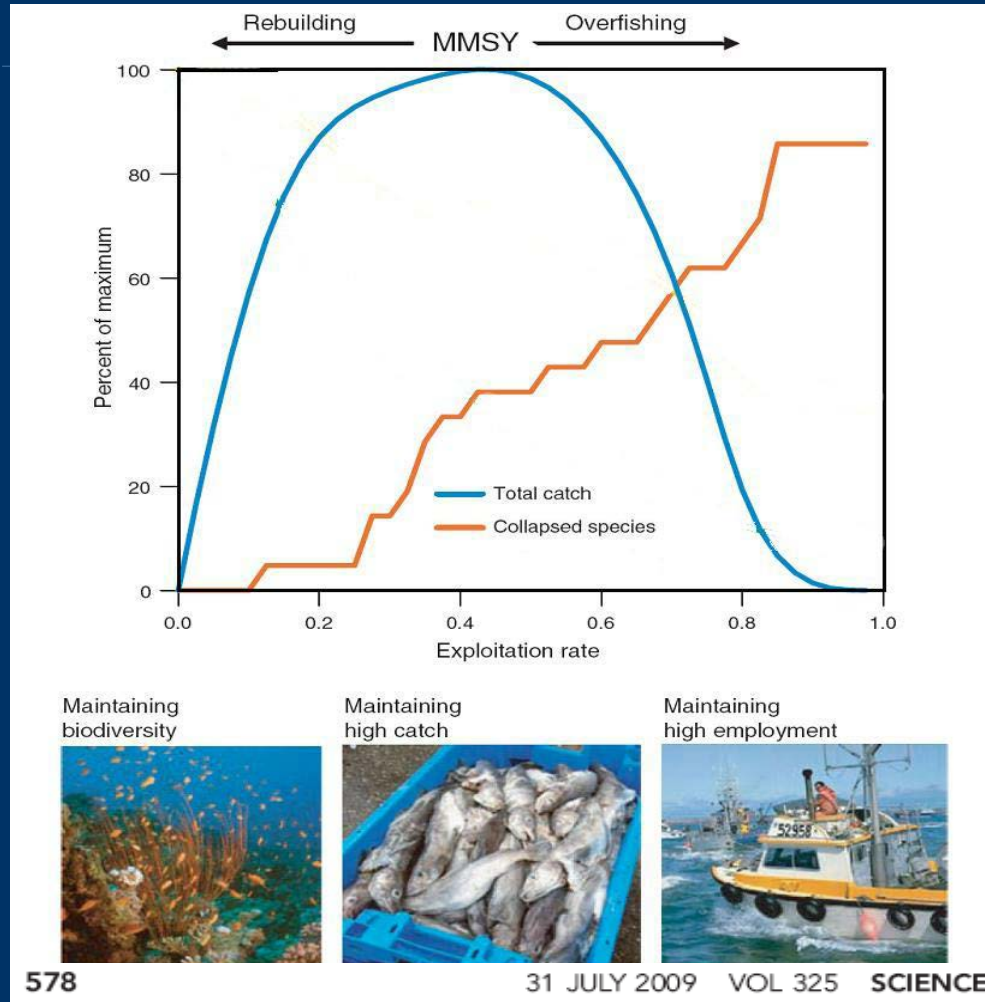 Rebuilding
MMSY
Overfishing
100
80
60
40
20
0
Percent of maximum
Total catch
Collapsed species
0.0 0.2 0.4 0.6 0.8 1.0
Exploitation rate
Maintaining
biodiversity
Maintaining
high catch
Maintaining
high employment
52958
578
31 JULY 2009 VOL 325 SCIENCE